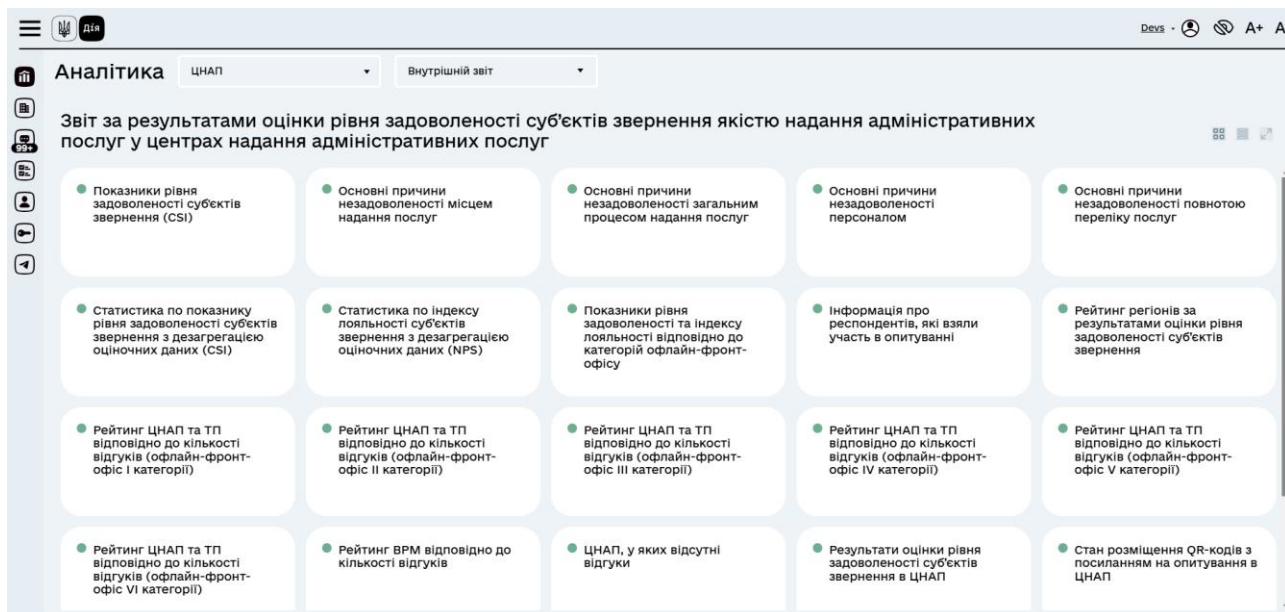 Дія
Devs
A+
A
Аналітика
ЦНАП
Внутрішній звіт
Звіт за результатами оцінки рівня задоволеності суб’єктів звернення якістю надання адміністративних
послуг у центрах надання адміністративних послуг
99+
Показники рівня
задоволеності суб'єктів
звернення (CSI)
Основні причини
незадоволеності місцем
надання послуг
Основні причини
незадоволеності загальним
процесом надання послуг
Основні причини
незадоволеності
персоналом
Основні причини
незадоволеності повнотою
переліку послуг
Статистика по показнику
рівня задоволеності суб'єктів
звернення з дезагрегацією
оціночних даних (CSI)
Статистика по індексу
лояльності суб'єктів
звернення з дезагрегацією
оціночних даних (NPS)
Показники рівня
задоволеності та індексу
лояльності відповідно до
категорій офлайн-фронт-
офісу
Інформація про
респондентів, які взяли
участь в опитуванні
Рейтинг регіонів за
результатами оцінки рівня
задоволеності суб'єктів
звернення
Рейтинг ЦНАП та ТП
відповідно до кількості
відгуків (офлайн-фронт-
офіс I категорії)
Рейтинг ЦНАП та ТП
відповідно до кількості
відгуків (офлайн-фронт-
офіс II категорії)
Рейтинг ЦНАП та ТП
відповідно до кількості
відгуків (офлайн-фронт-
офіс III категорії)
Рейтинг ЦНАП та ТП
відповідно до кількості
відгуків (офлайн-фронт-
офіс IV категорії)
Рейтинг ЦНАП та ТП
відповідно до кількості
відгуків (офлайн-фронт-
офіс V категорії)
Рейтинг ЦНАП та ТП
відповідно до кількості
відгуків (офлайн-фронт-
офіс VI категорії)
Рейтинг ВРМ відповідно до
кількості відгуків
ЦНАП, у яких відсутні
відгуки
Результати оцінки рівня
задоволеності суб'єктів
звернення в ЦНАП
Стан розміщення QR-кодів з
посиланням на опитування в
ЦНАП